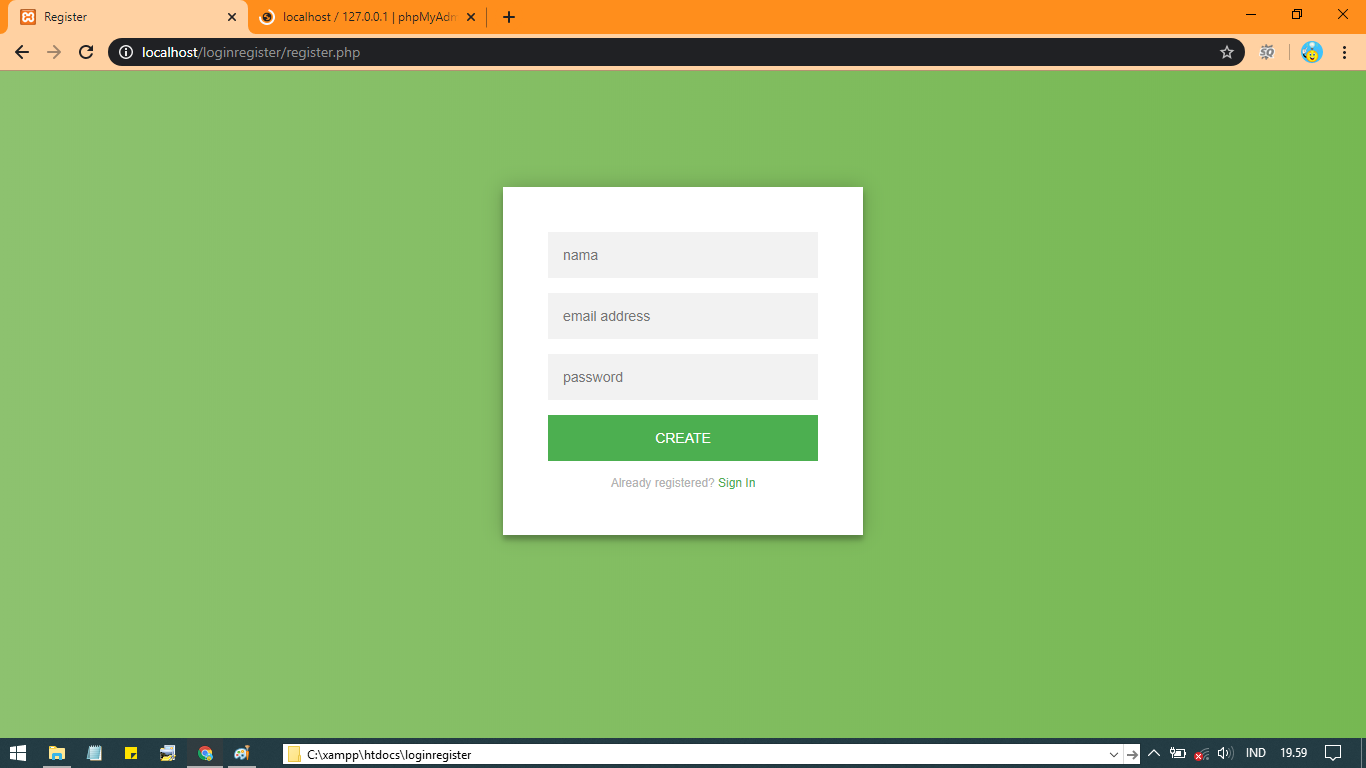 Register
localhost / 127.0.0.1 | phpMyAdm
localhost/loginregister/register.php
nama
email address
password
CREATE
Already registered? Sign In
C:\xampp\htdocs\loginregister
IND
19.59